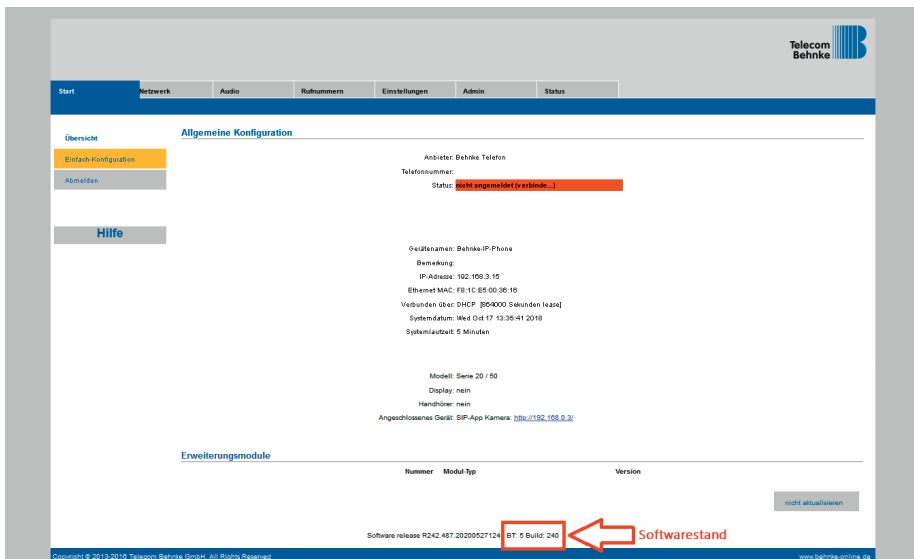 Telecom
Behnke
Start Netzwerk Audio Rufnummern Einstellungen Admin Status
Übersicht
Einfach-Konfiguration
Abmelden
Hilfe
Allgemeine Konfiguration
Anbieter: Behnke Telefon
Telefonnummer:
Status: nicht angemeldet (verbinde...)
Gerätenamen: Behnke-IP-Phone
Bemerkung:
IP-Adresse: 192.168.3.15
Ethernet MAC: F8:1C:E5:00:36:16
Verbunden über: DHCP [864000 Sekunden lease]
Systemdatum: Wed Oct 17 13:35:41 2018
Systemlaufzeit: 5 Minuten
Modell: Serie 20 / 50
Display: nein
Handhörer: nein
Angeschlossenes Gerät: SIP-App Kamera: http://192.168.0.3/
Erweiterungsmodule
Nummer Modul-Typ Version
nicht aktualisieren
Software release R242.487.20200527124 BT: 5 Build: 240 Softwarestand
Copyright © 2013-2016 Telecom Behnke GmbH. All Rights Reserved. www.behnke-online.de